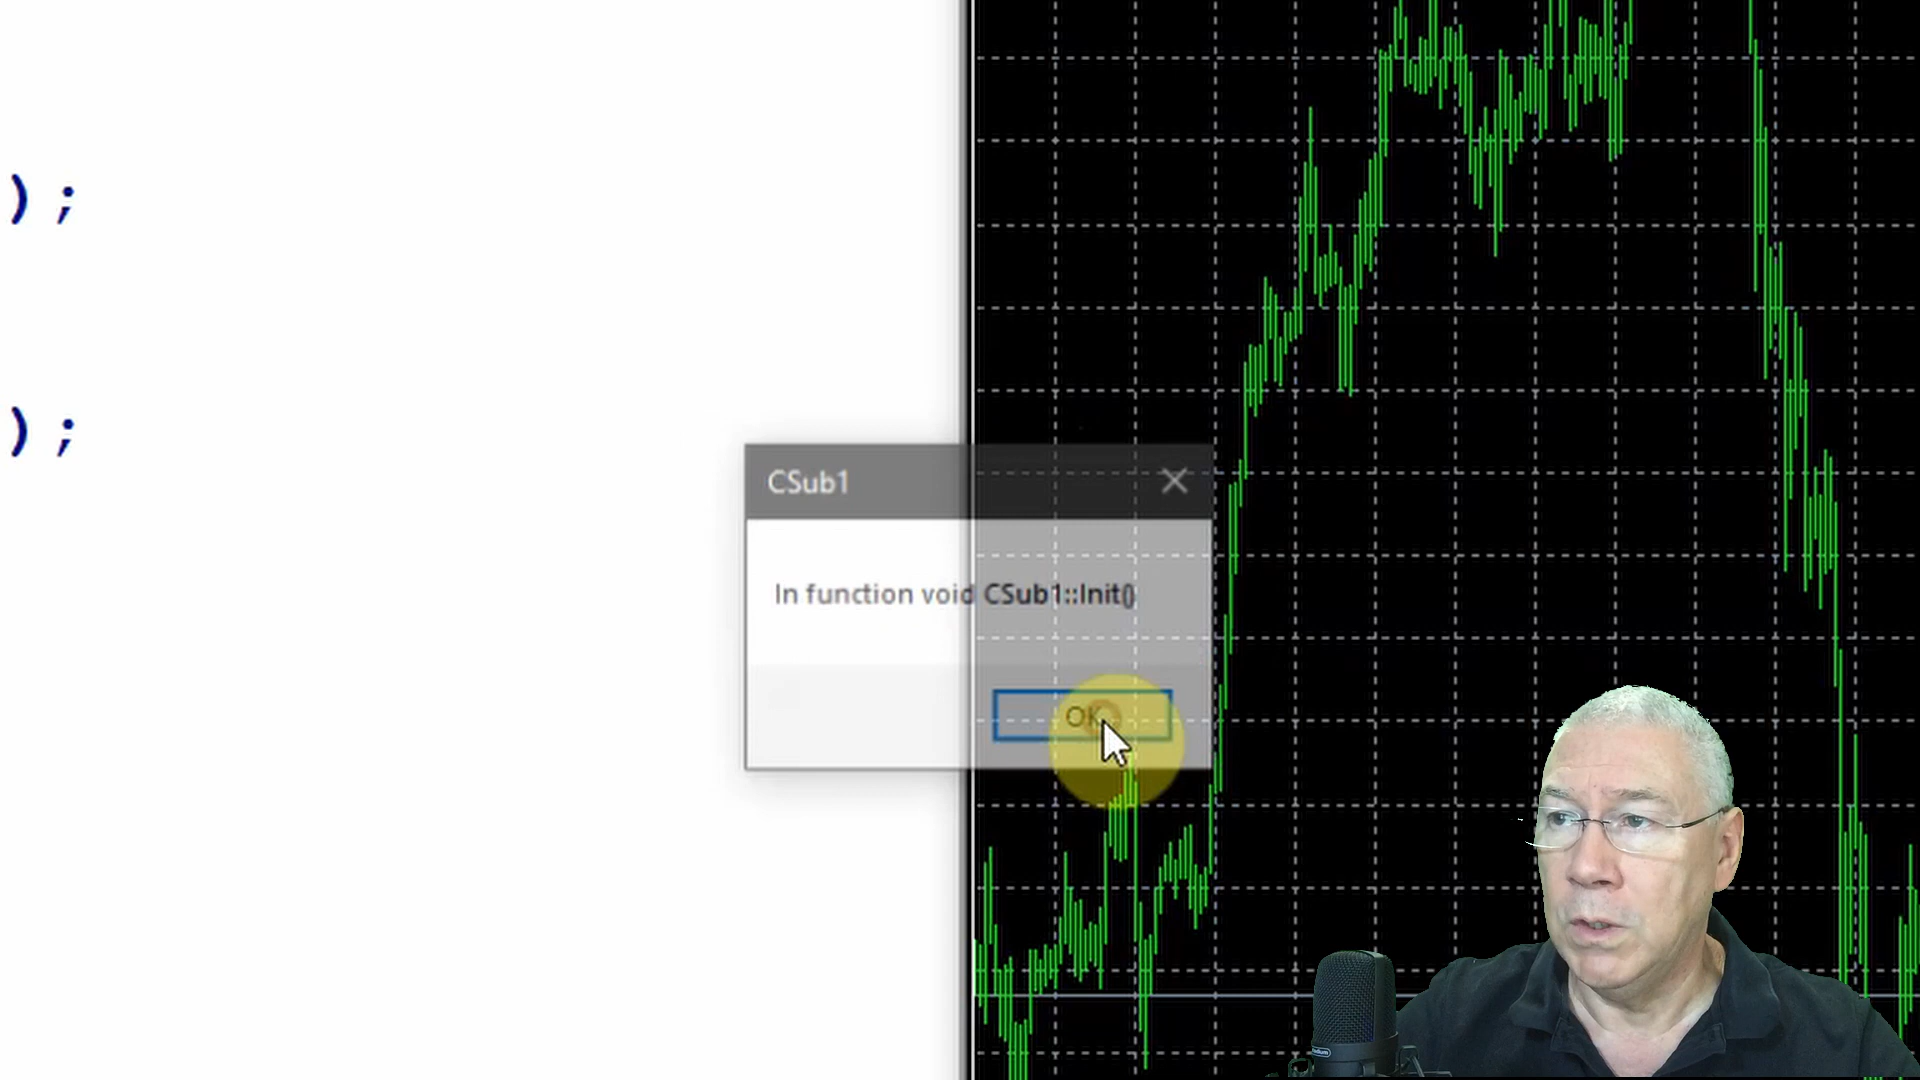 );
);
CSub1
In function void CSub1::Init()
OK